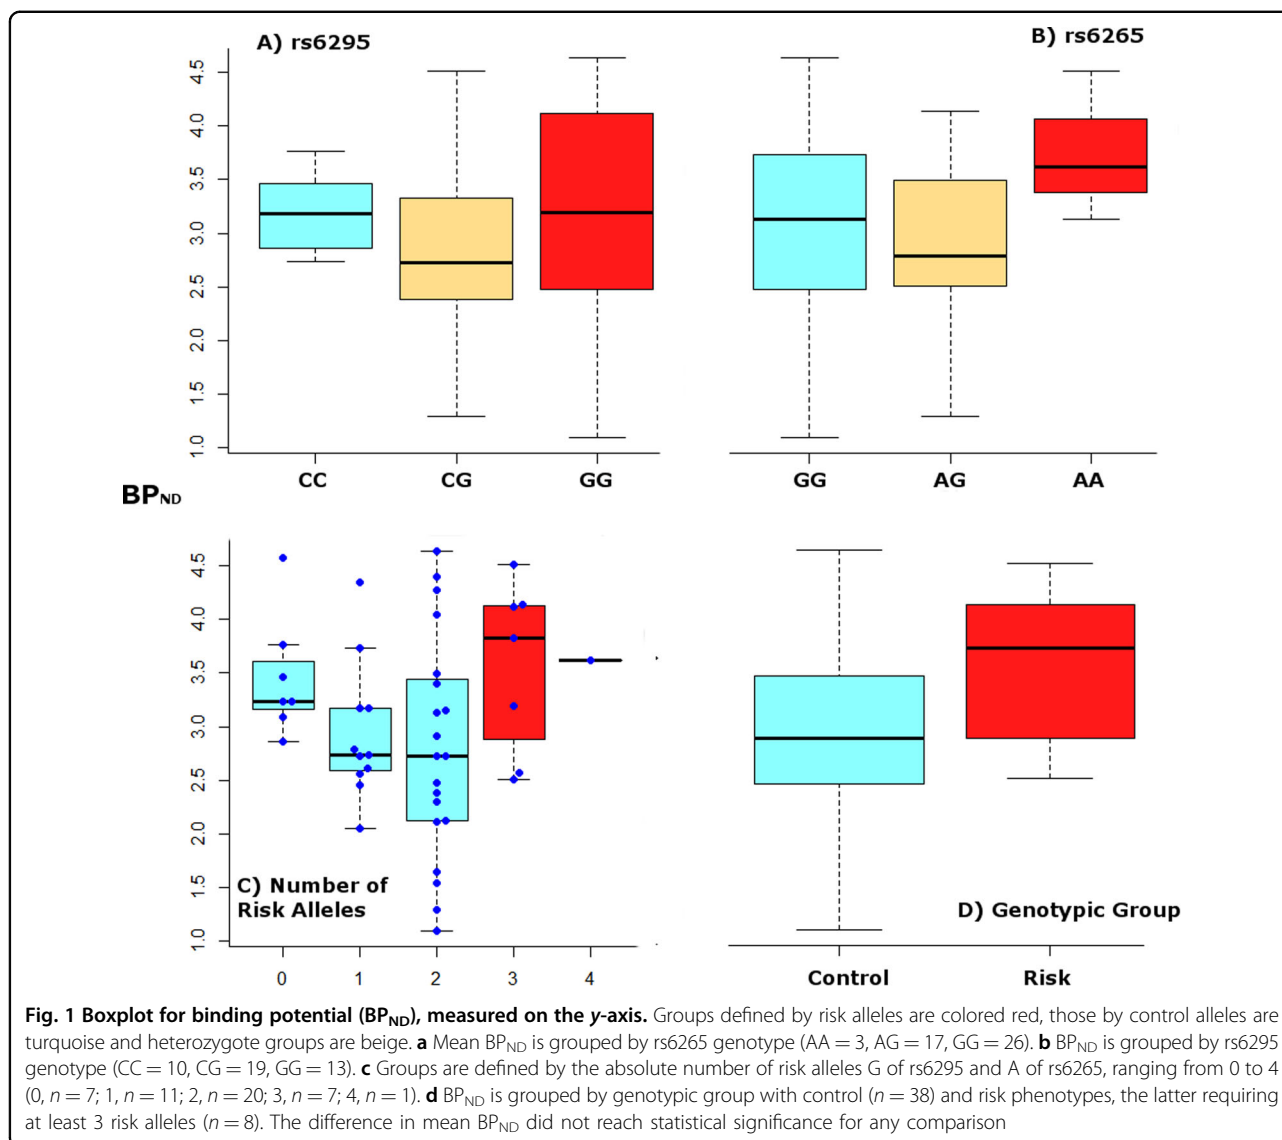 A) rs6295
B) rs6265
4.5
4.0
3.5
3.0
2.5
2.0
1.5
1.0
CC CG GG
GG AG AA
BPND
4.5
4.0
3.5
3.0
2.5
2.0
1.5
1.0
C) Number of
Risk Alleles
D) Genotypic Group
0 1 2 3 4
Control Risk
Fig. 1 Boxplot for binding potential (BPND), measured on the y-axis. Groups defined by risk alleles are colored red, those by control alleles are
turquoise and heterozygote groups are beige. a Mean BPND is grouped by rs6265 genotype (AA = 3, AG = 17, GG = 26). b BPND is grouped by rs6295
genotype (CC = 10, CG = 19, GG = 13). c Groups are defined by the absolute number of risk alleles G of rs6295 and A of rs6265, ranging from 0 to 4
(0, n = 7; 1, n = 11; 2, n = 20; 3, n = 7; 4, n = 1). d BPND is grouped by genotypic group with control (n = 38) and risk phenotypes, the latter requiring
at least 3 risk alleles (n = 8). The difference in mean BPND did not reach statistical significance for any comparison